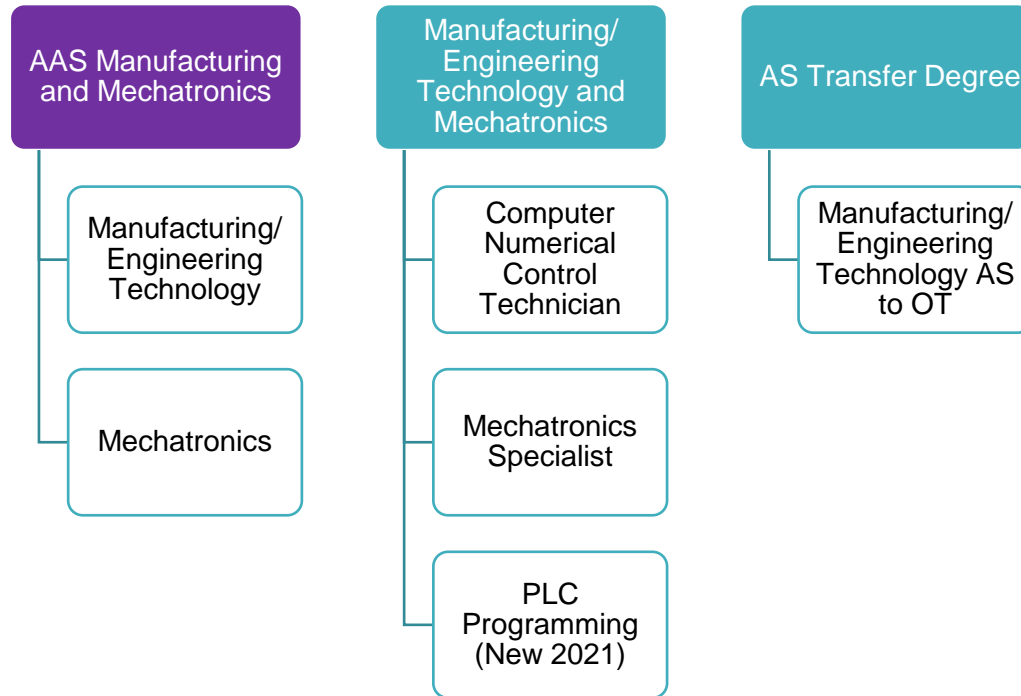 AAS Manufacturing
and Mechatronics
Manufacturing/
Engineering
Technology
Mechatronics
Manufacturing/
Engineering
Technology and
Mechatronics
Computer
Numerical
Control
Technician
Mechatronics
Specialist
PLC
Programming
(New 2021)
AS Transfer Degree
Manufacturing/
Engineering
Technology AS
to OT